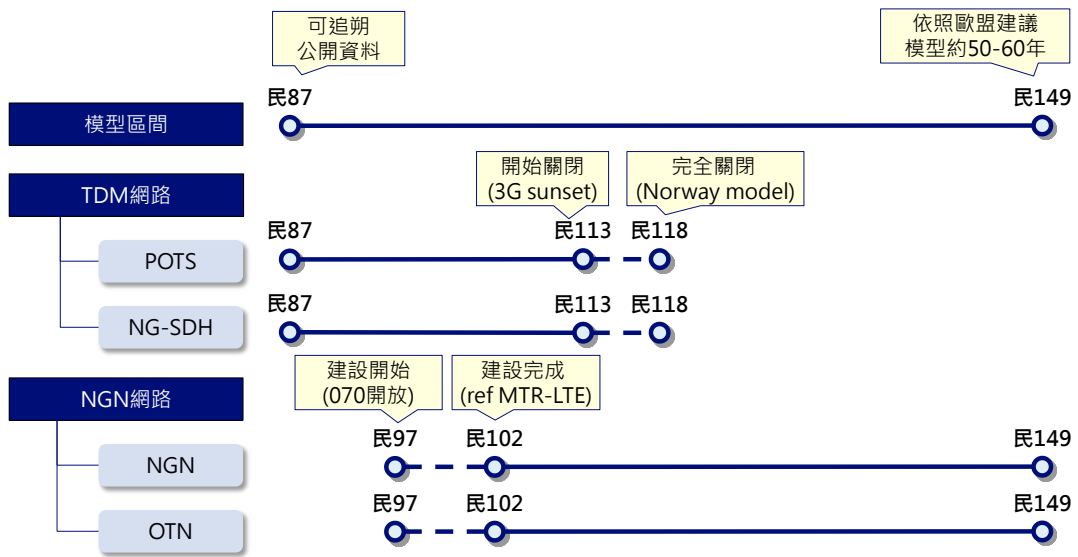 可追朔
公開資料
依照歐盟建議
模型約50-60年
民87
民149
模型區間
開始關閉
(3G sunset)
完全關閉
(Norway model)
TDM網路
民87
民113
民118
POTS
民87
民113
民118
NG-SDH
建設開始
(070開放)
建設完成
(ref MTR-LTE)
NGN網路
民97
民102
民149
NGN
民97
民102
民149
OTN